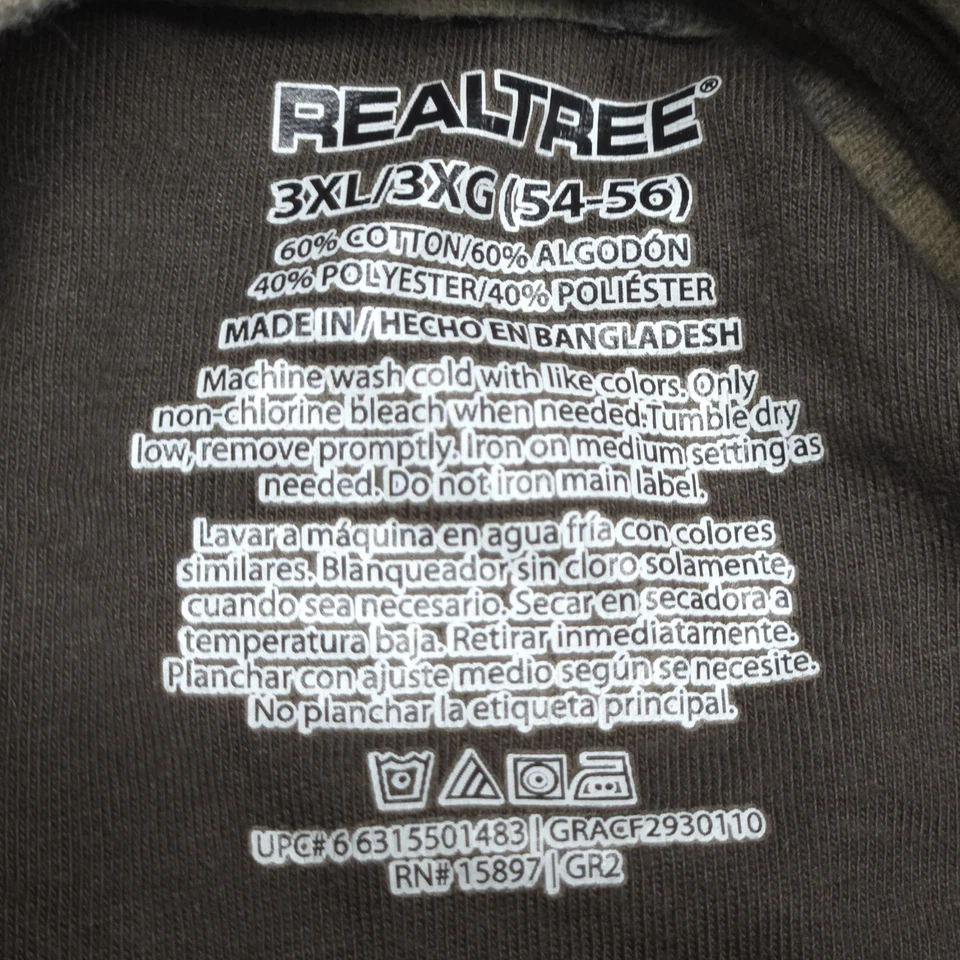 REALTREE®
3XL/3XG (54-56)
60% COTTON/60% ALGODÓN
40% POLYESTER/40% POLIÉSTER
MADE IN / HECHO EN BANGLADESH
Machine wash cold with like colors. Only
non-chlorine bleach when needed. Tumble dry
low, remove promptly. Iron on medium setting as
needed. Do not iron main label.
Lavar a máquina en agua fría con colores
similares. Blanqueador sin cloro solamente,
cuando sea necesario. Secar en secadora a
temperatura baja. Retirar inmediatamente.
Planchar con ajuste medio según se necesite.
No planchar la etiqueta principal.
UPC# 6 6315501483 | GRACF2930110
RN# 15897 | GR2